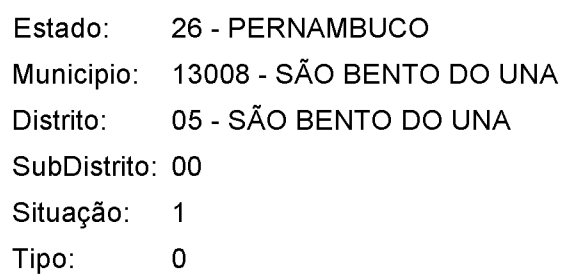 Estado: 26 - PERNAMBUCO
Municipio: 13008 - SÃO BENTO DO UNA
Distrito: 05 - SÃO BENTO DO UNA
SubDistrito: 00
Situação: 1
Tipo: 0